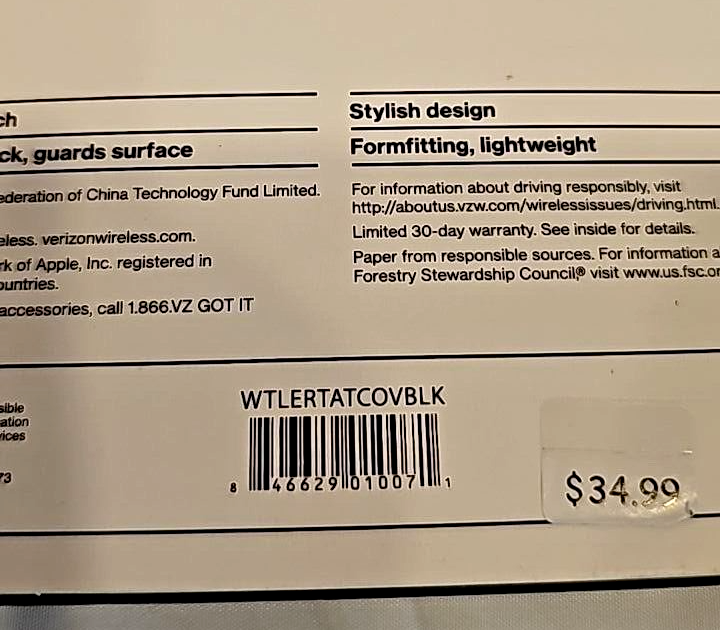 ch
ck, guards surface
ederation of China Technology Fund Limited.
eless. verizonwireless.com.
rk of Apple, Inc. registered in
ountries.
accessories, call 1.866.VZ GOT IT
Stylish design
Formfitting, lightweight
For information about driving responsibly, visit
http://aboutus.vzw.com/wirelessissues/driving.html.
Limited 30-day warranty. See inside for details.
Paper from responsible sources. For information a
Forestry Stewardship Council® visit www.us.fsc.or
sible
ation
vices
73
WTLERTATCOVBLK
8 46629 01007 1
$34.99